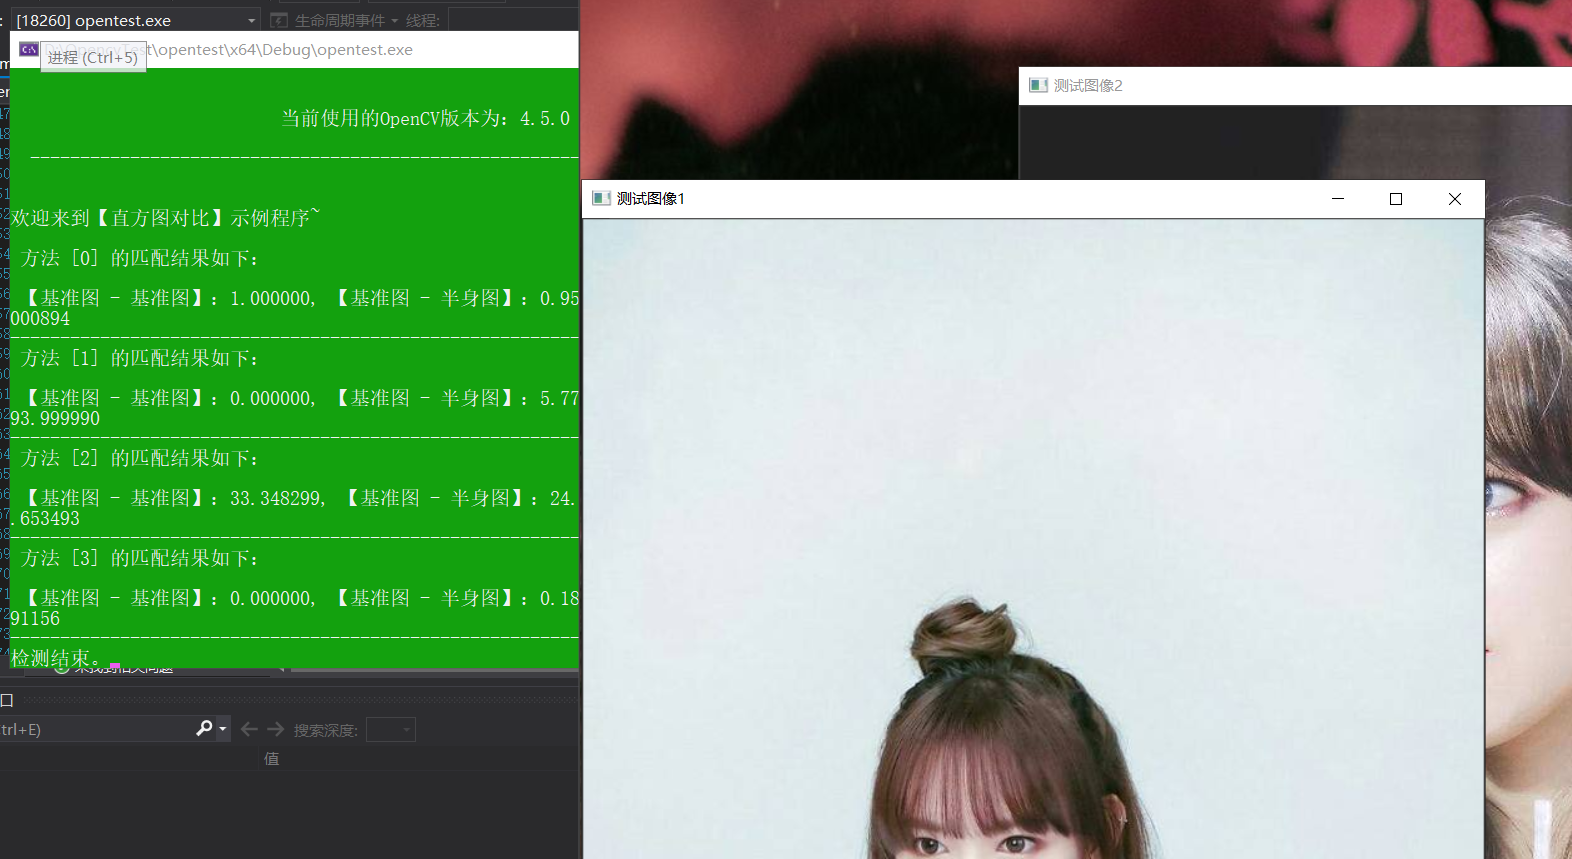 [18260] opentest.exe
生命周期事件
线程:
st\opentest\x64\Debug\opentest.exe
进程 (Ctrl+5)
当前使用的OpenCV版本为: 4.5.0
欢迎来到【直方图对比】示例程序~
方法 [0] 的匹配结果如下:
【基准图 - 基准图】: 1.000000, 【基准图 - 半身图】: 0.95
000894
方法 [1] 的匹配结果如下:
【基准图 - 基准图】: 0.000000, 【基准图 - 半身图】: 5.77
93.999990
方法 [2] 的匹配结果如下:
【基准图 - 基准图】: 33.348299, 【基准图 - 半身图】: 24.
.653493
方法 [3] 的匹配结果如下:
【基准图 - 基准图】: 0.000000, 【基准图 - 半身图】: 0.18
91156
检测结束。
未找到相关问题
口
trl+E)
搜索深度:
值
测试图像2
测试图像1